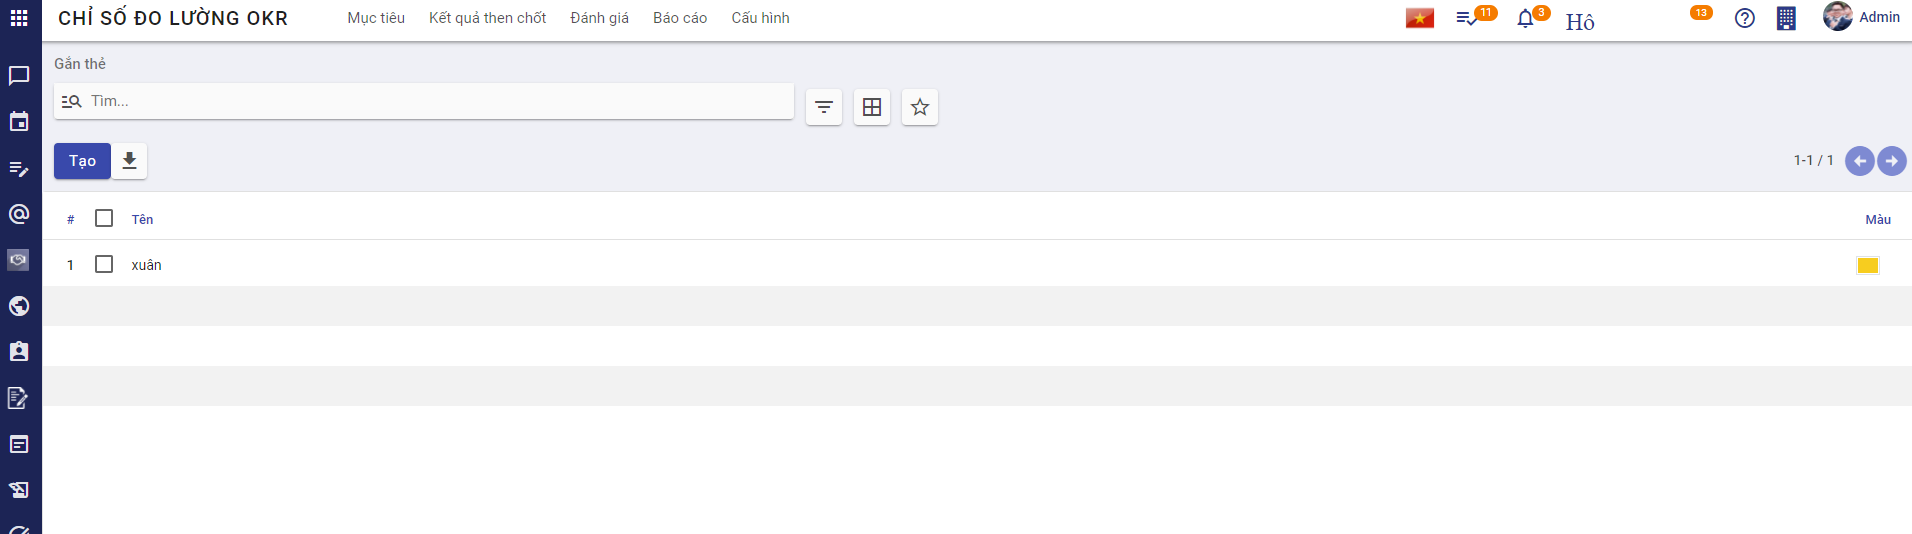 CHỈ SỐ ĐO LƯỜNG OKR Mục tiêu Kết quả then chốt Đánh giá Báo cáo Cấu hình 11 3 Hô 13 Admin
Gắn thẻ
Tìm...
Tạo 1-1 / 1
# Tên Màu
1 xuân